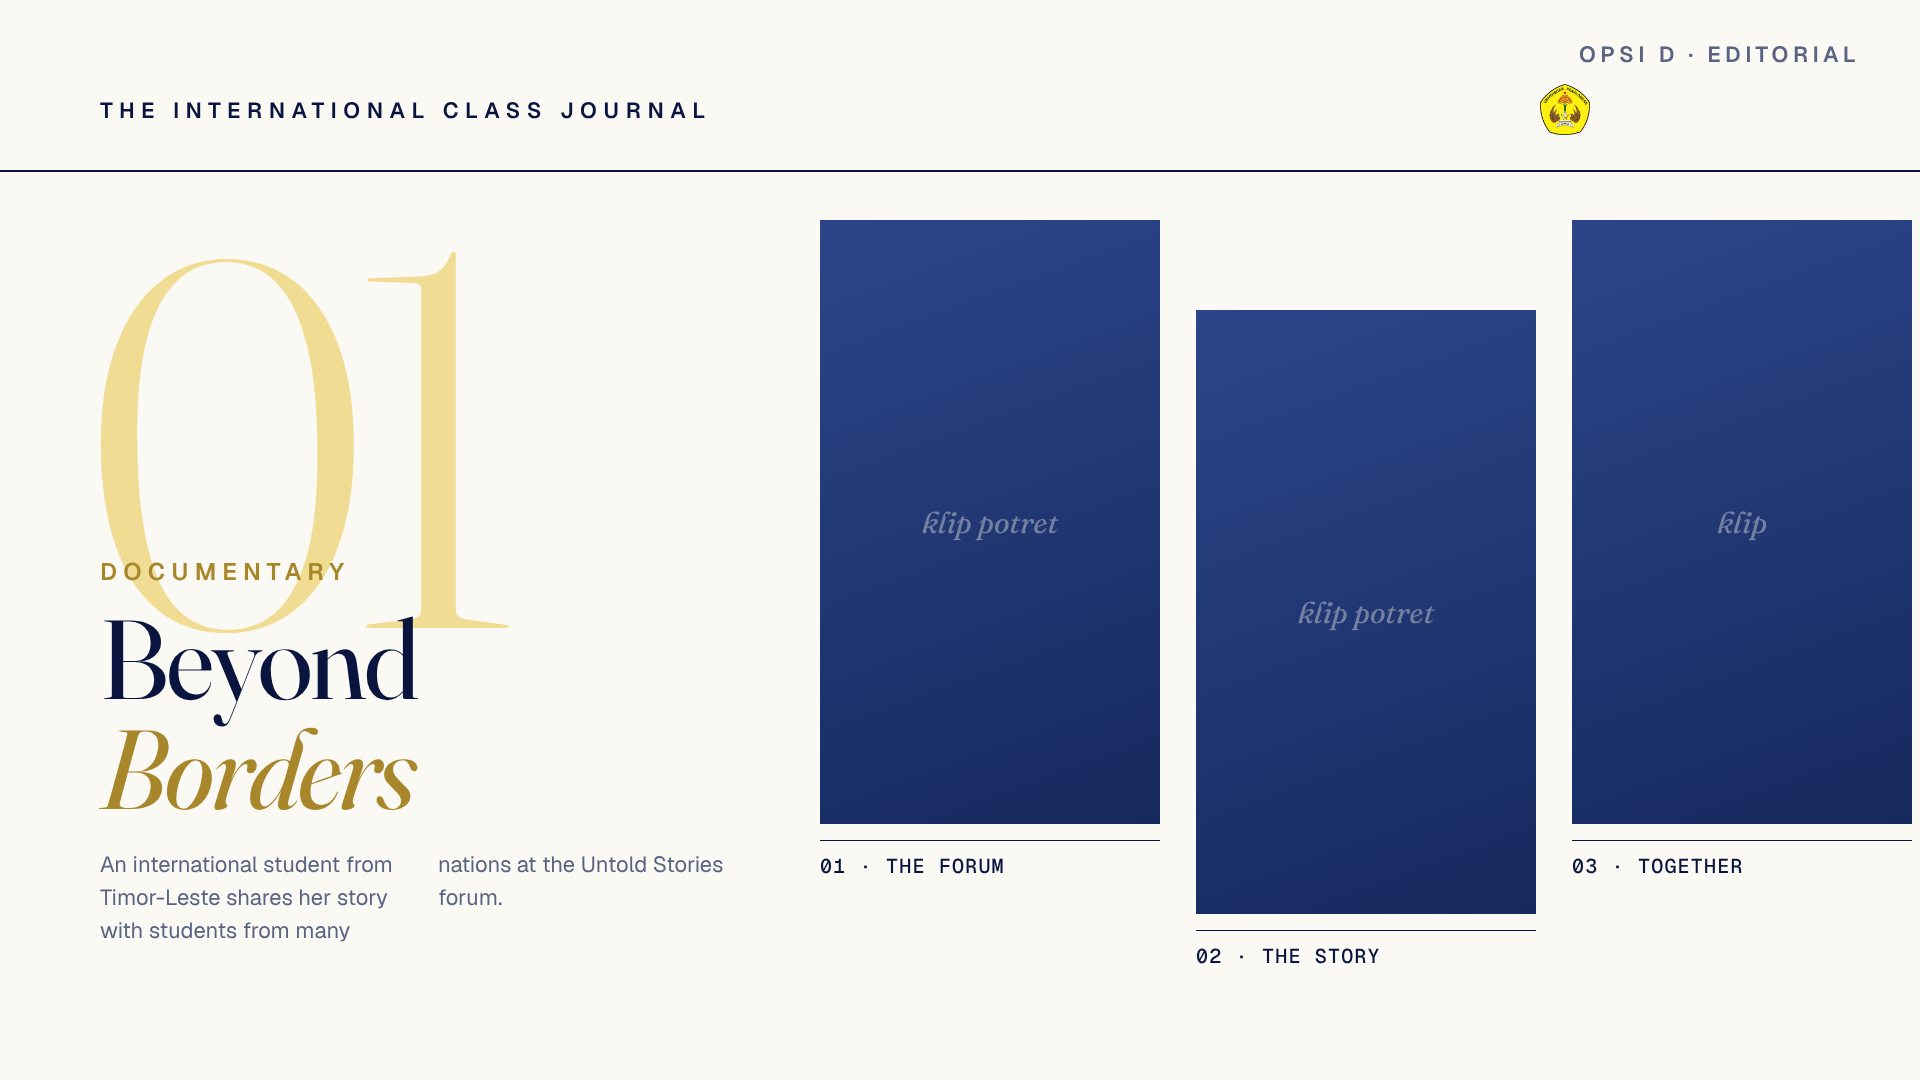 OPSI D · EDITORIAL
THE INTERNATIONAL CLASS JOURNAL
01
DOCUMENTARY
Beyond
Borders
An international student from
Timor-Leste shares her story
with students from many
nations at the Untold Stories
forum.
klip potret
01 · THE FORUM
klip potret
02 · THE STORY
klip
03 · TOGETHER